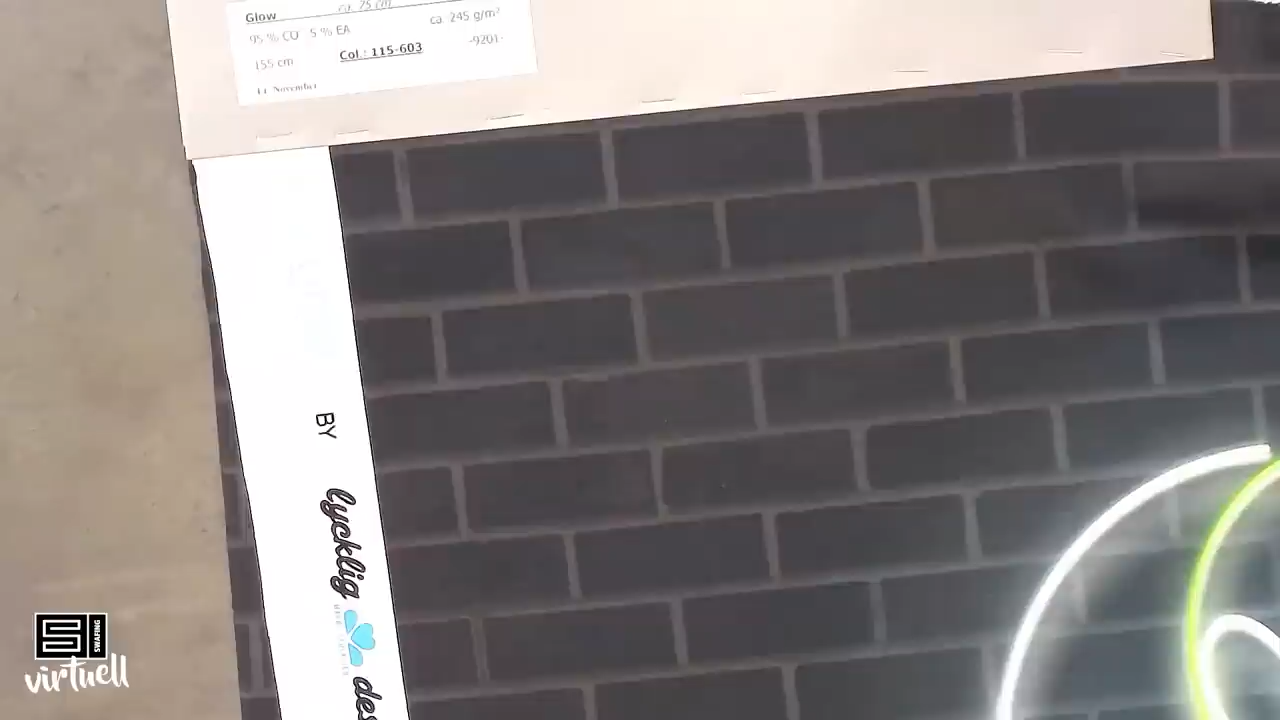 Glow
ca. 75 cm
95 % CO 5 % EA
ca. 245 g/m²
155 cm
Col.: 115-603
-9201-
November
BY
lycklig
des
SWAFING
virtuell